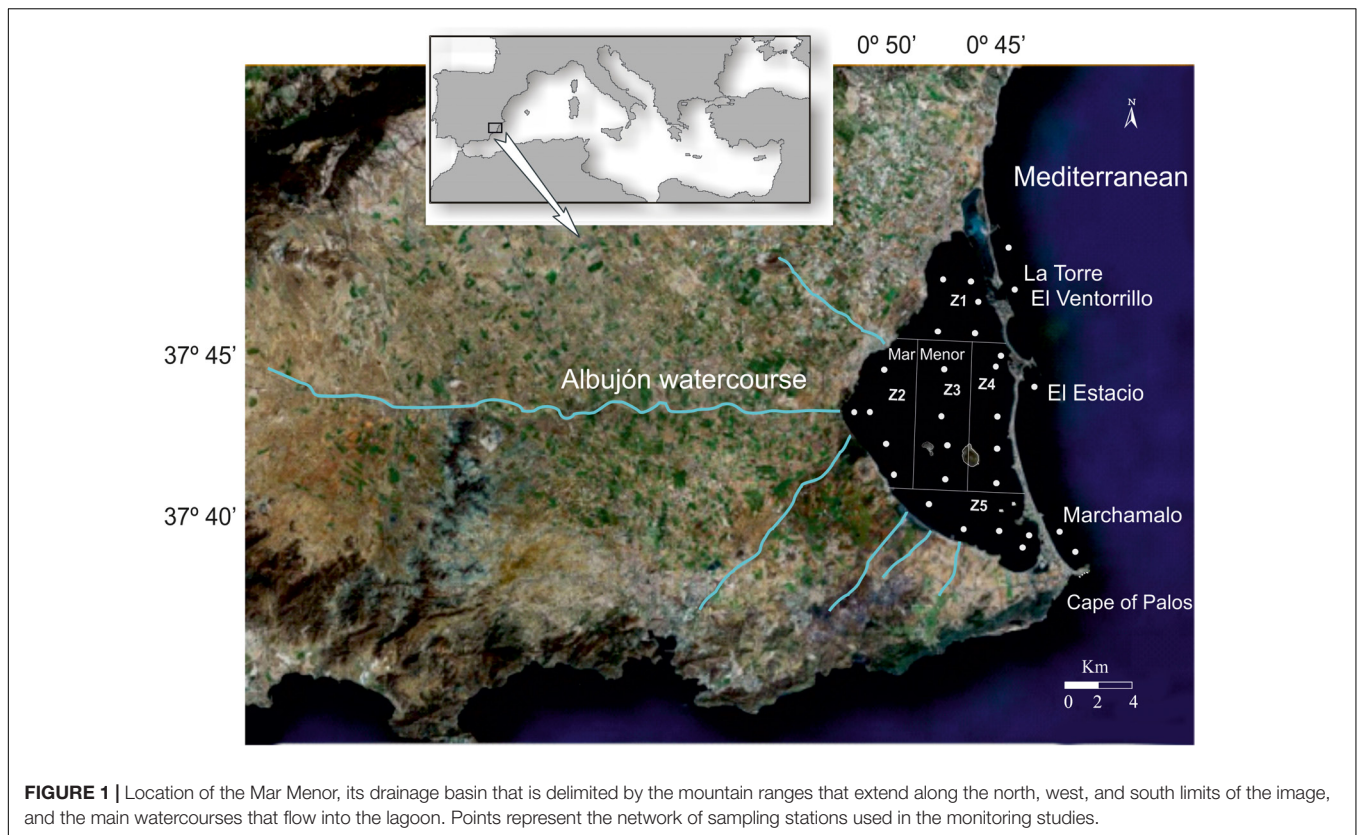 0º 50’ 0º 45’
N
Mediterranean
La Torre
El Ventorrillo
Z1
37º 45’
Mar Menor
Albujón watercourse
Z2 Z3 Z4
El Estacio
37º 40’
Z5
Marchamalo
Cape of Palos
Km
0 2 4
FIGURE 1 | Location of the Mar Menor, its drainage basin that is delimited by the mountain ranges that extend along the north, west, and south limits of the image,
and the main watercourses that flow into the lagoon. Points represent the network of sampling stations used in the monitoring studies.